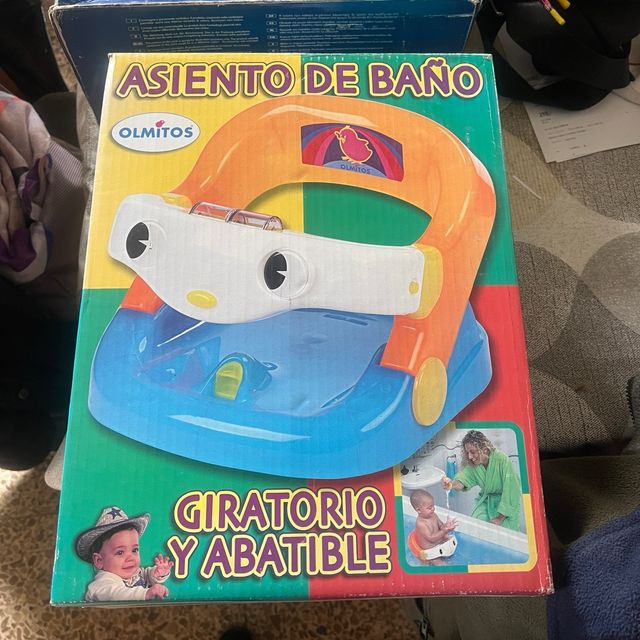 ASIENTO DE BAÑO
OLMITOS
OLMITOS
GIRATORIO
Y ABATIBLE